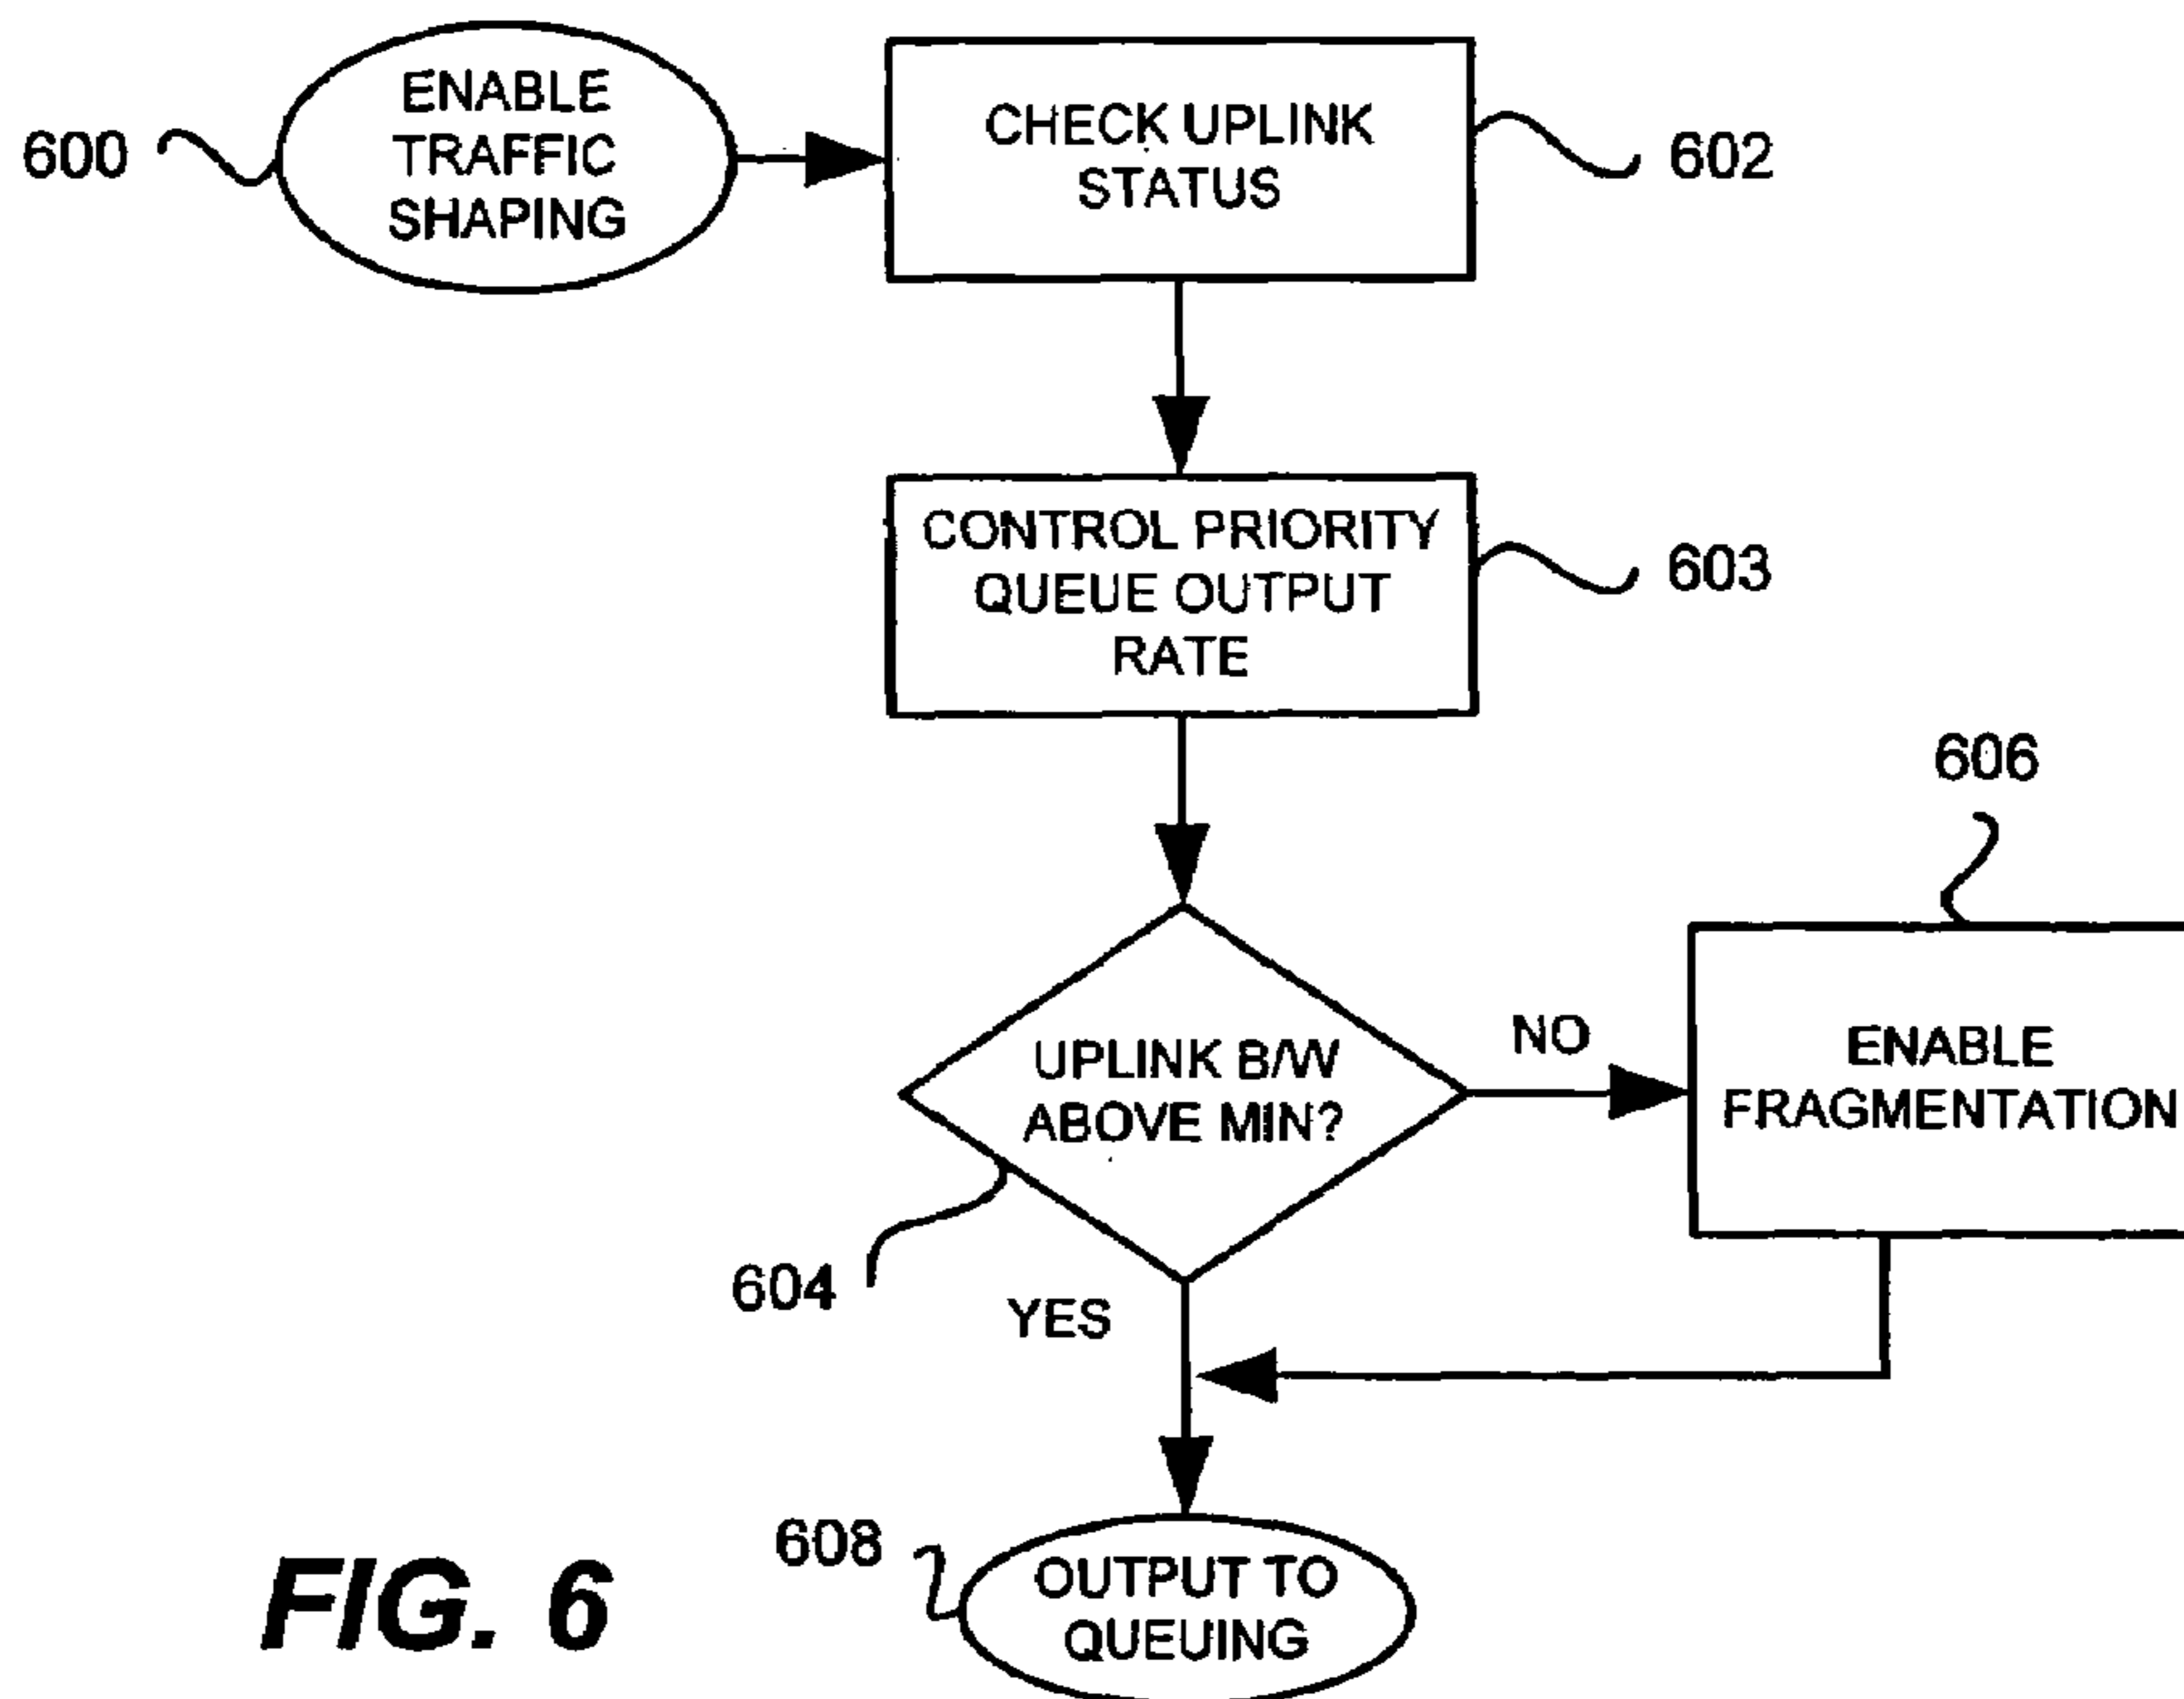 600
ENABLE
TRAFFIC
SHAPING
CHECK UPLINK
STATUS
602
CONTROL PRIORITY
QUEUE OUTPUT
RATE
603
606
UPLINK B/W
ABOVE MIN?
NO
ENABLE
FRAGMENTATION
604
YES
608
OUTPUT TO
QUEUING
FIG. 6